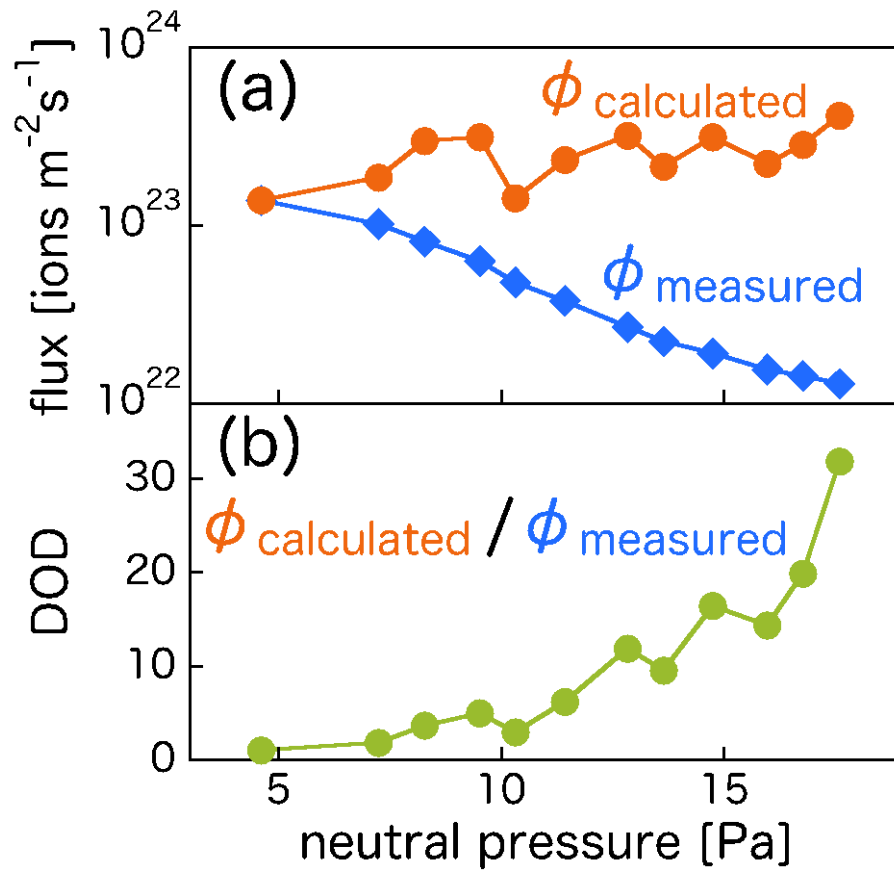 10^24
(a)
ϕ calculated
flux [ions m^-2 s^-1]
10^23
ϕ measured
10^22
(b)
30
ϕ calculated / ϕ measured
DOD
20
10
0
5 10 15
neutral pressure [Pa]